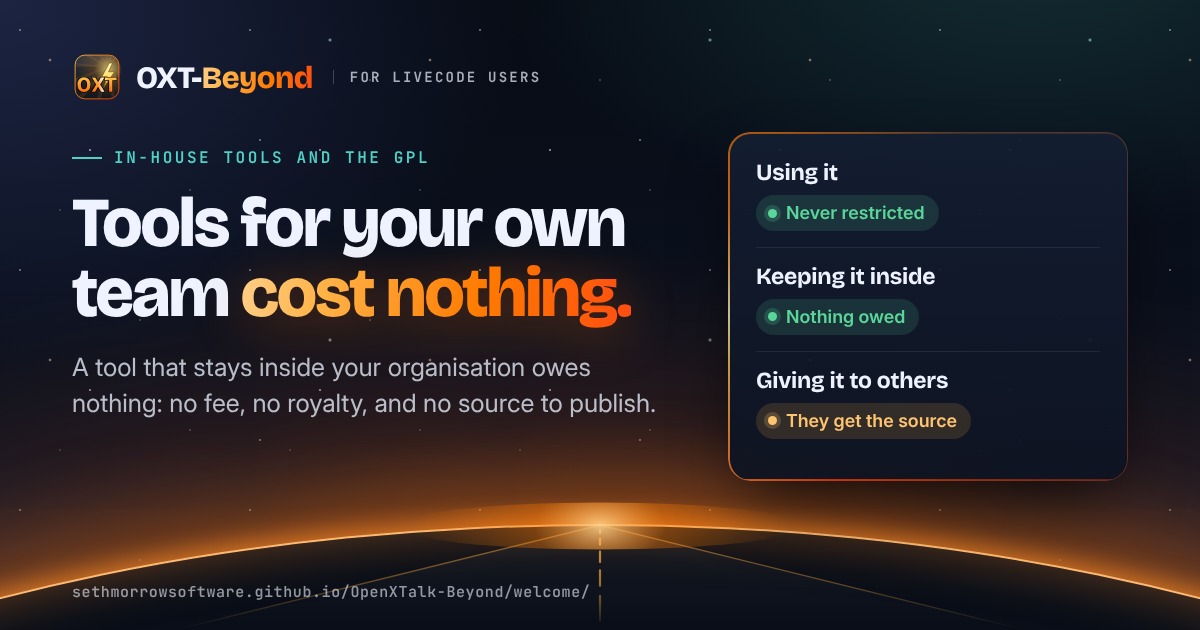 OXT
OXT-Beyond
FOR LIVECODE USERS
IN-HOUSE TOOLS AND THE GPL
Tools for your own
team cost nothing.
A tool that stays inside your organisation owes
nothing: no fee, no royalty, and no source to publish.
Using it
Never restricted
Keeping it inside
Nothing owed
Giving it to others
They get the source
sethmorrowsoftware.github.io/OpenXTalk-Beyond/welcome/